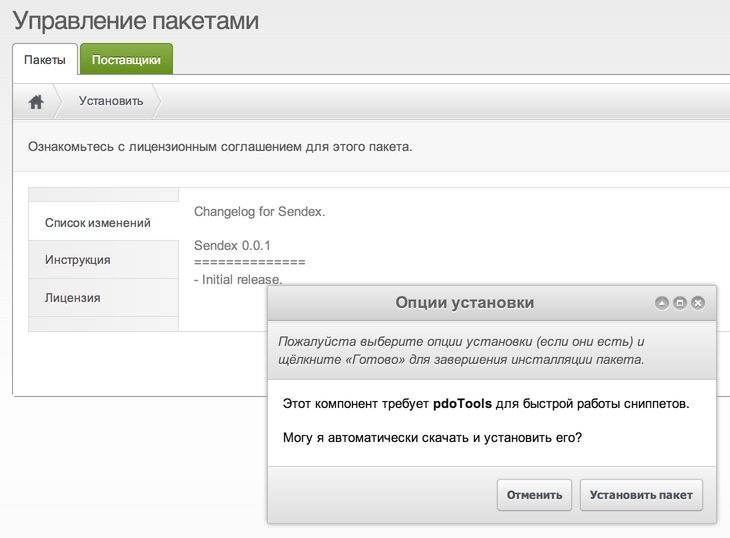 Управление пакетами
Пакеты
Поставщики
Установить
Ознакомьтесь с лицензионным соглашением для этого пакета.
Список изменений
Инструкция
Лицензия
Changelog for Sendex.
Sendex 0.0.1
==============
- Initial release.
Опции установки
Пожалуйста выберите опции установки (если они есть) и
щёлкните «Готово» для завершения инсталляции пакета.
Этот компонент требует pdoTools для быстрой работы сниппетов.
Могу я автоматически скачать и установить его?
Отменить
Установить пакет